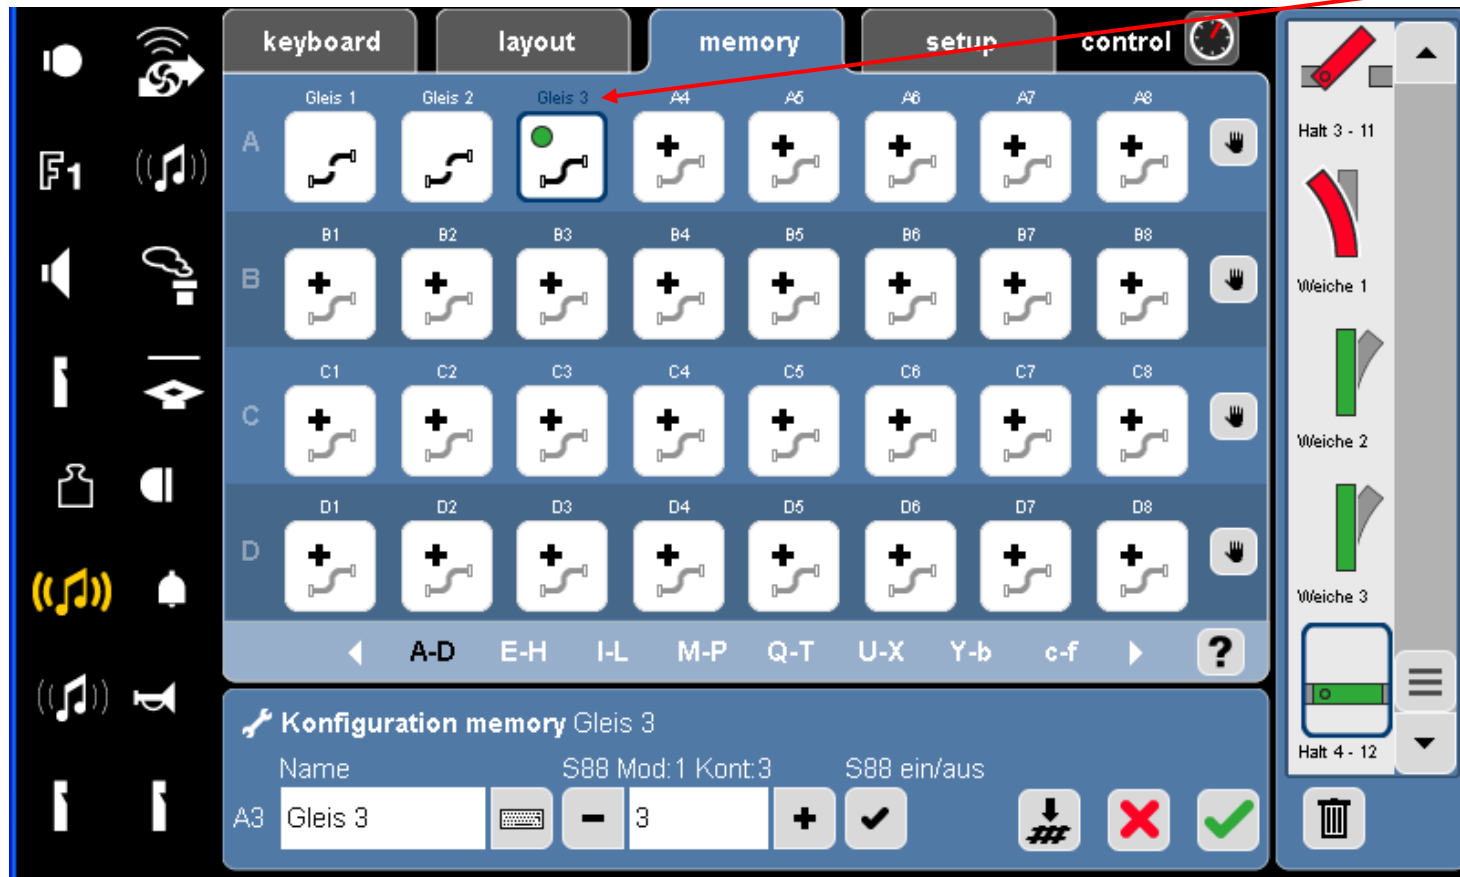 keyboard layout memory setup control
Gleis 1 Gleis 2 Gleis 3 A4 A5 A6 A7 A8
A
B1 B2 B3 B4 B5 B6 B7 B8
B
C1 C2 C3 C4 C5 C6 C7 C8
C
D1 D2 D3 D4 D5 D6 D7 D8
D
A-D E-H I-L M-P Q-T U-X Y-b c-f ?
Konfiguration memory Gleis 3
Name S88 Mod:1 Kont:3 S88 ein/aus
A3 Gleis 3 3
F1
Halt 3 - 11
Weiche 1
Weiche 2
Weiche 3
Halt 4 - 12